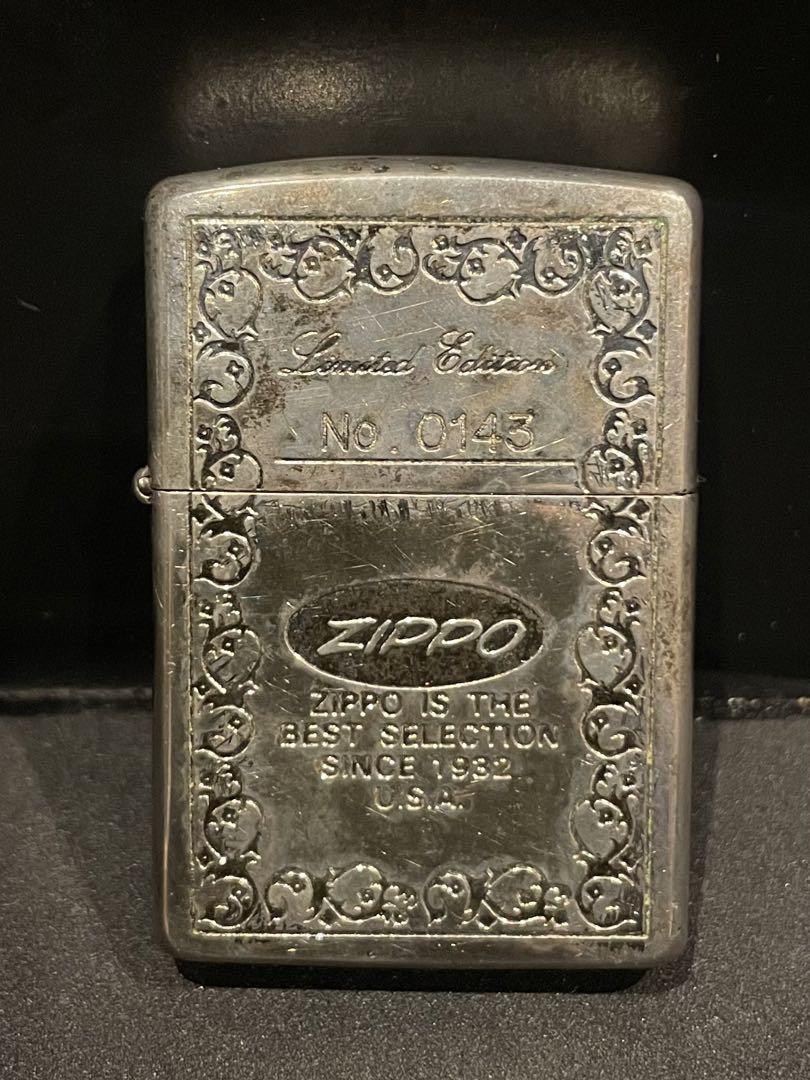 Limited Edition
No. 0143
ZIPPO
ZIPPO IS THE
BEST SELECTION
SINCE 1932
U.S.A.